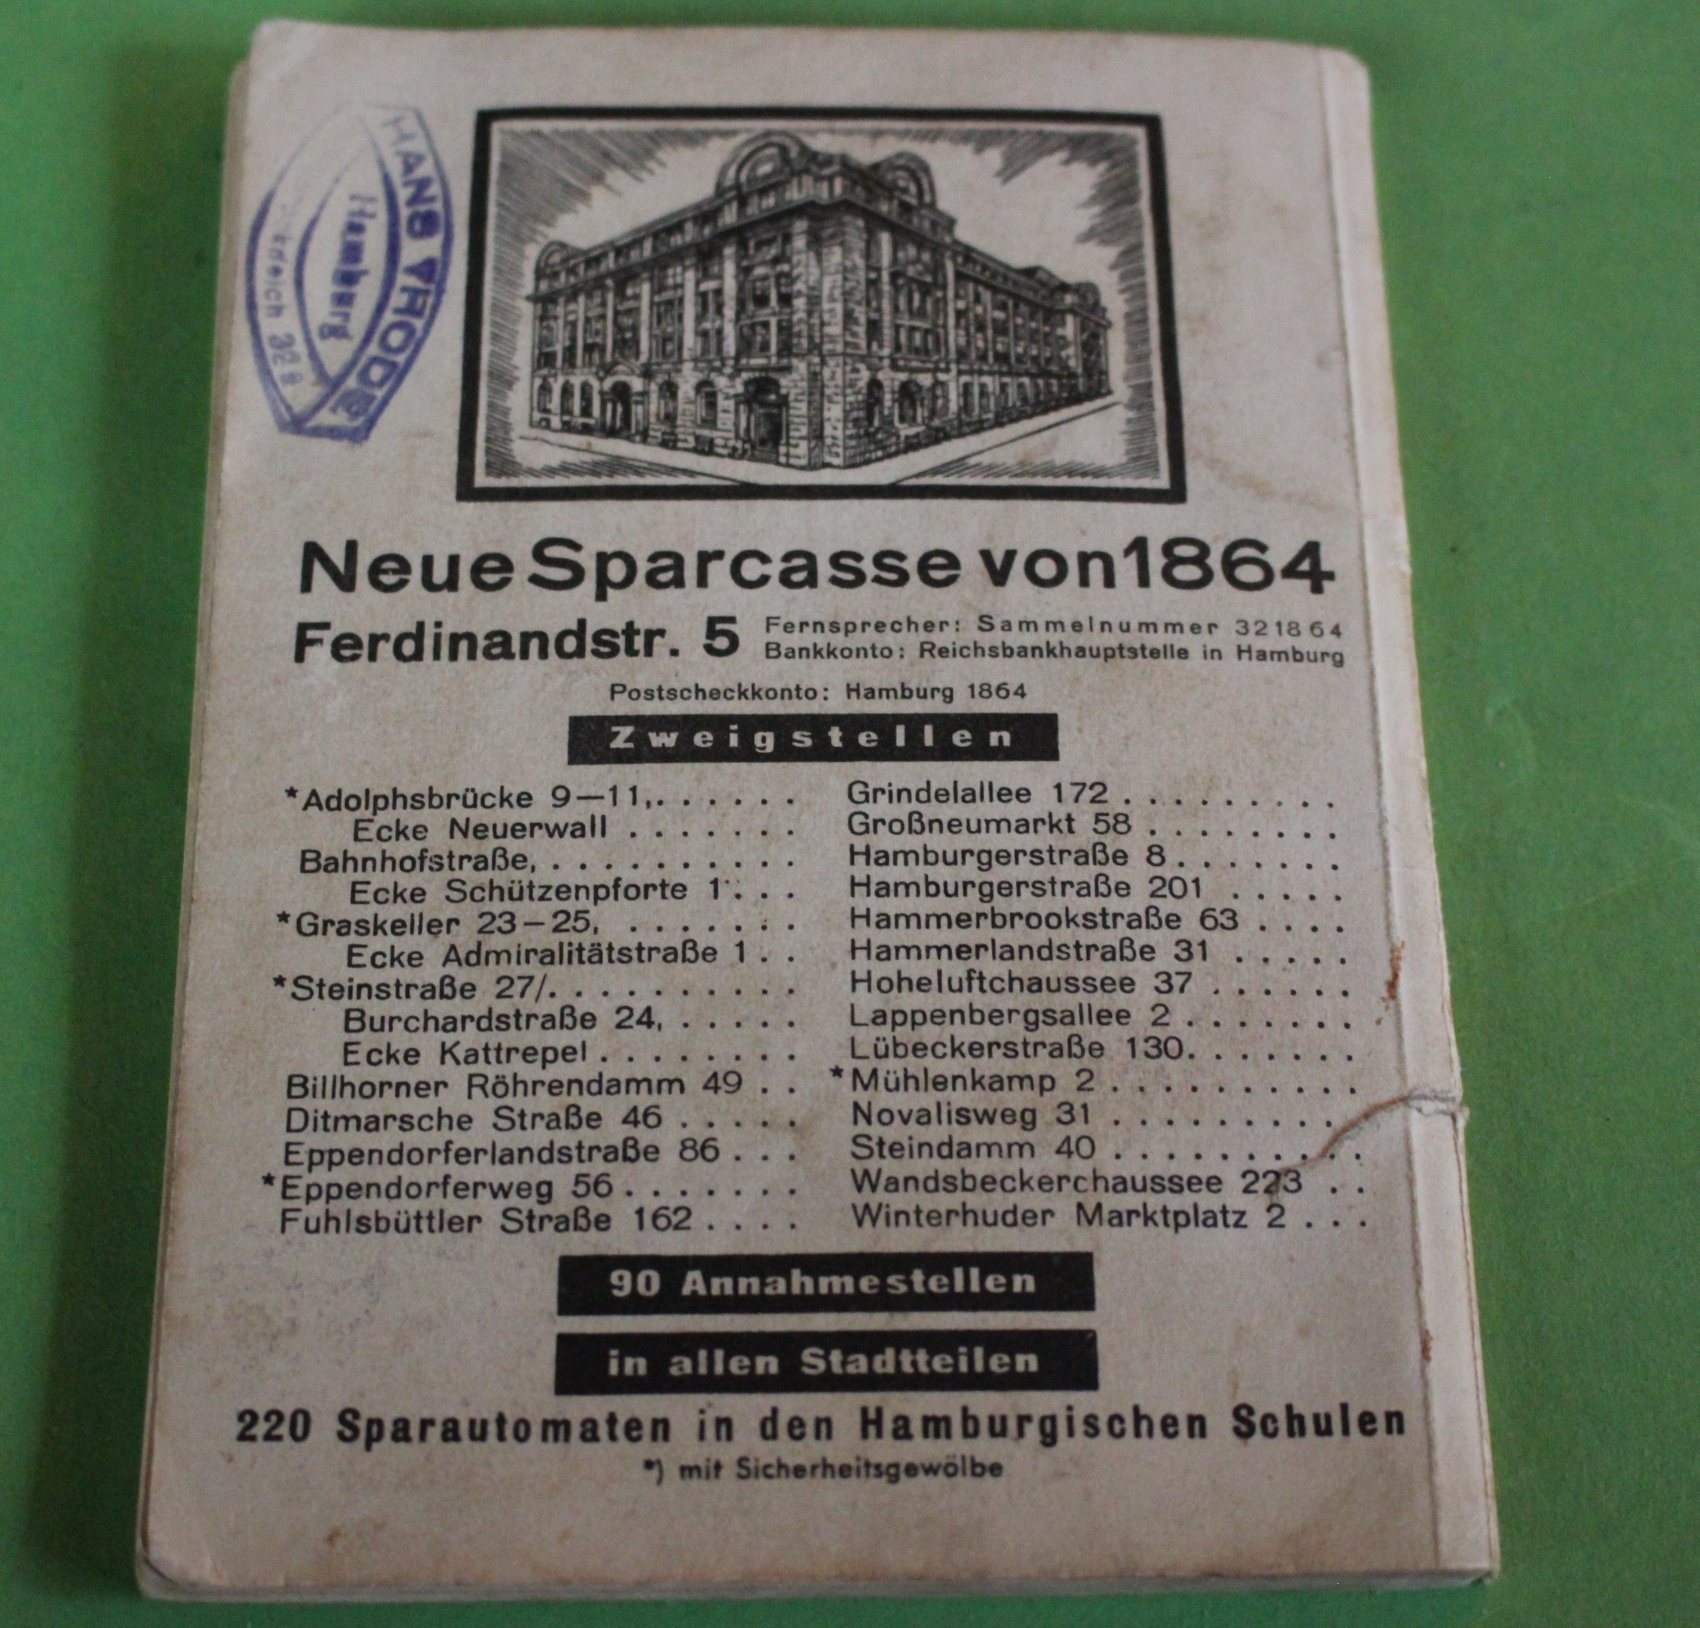 HANS TRODE
Hamburg
Neue Sparcasse von 1864
Ferdinandstr. 5
Fernsprecher: Sammelnummer 321864
Bankkonto: Reichsbankhauptstelle in Hamburg
Postscheckkonto: Hamburg 1864
Zweigstellen
*Adolphsbrücke 9—11,. . . . . .
Ecke Neuerwall . . . . . . .
Bahnhofstraße, . . . . . . . . . .
Ecke Schützenpforte 1 . . .
*Graskeller 23—25, . . . . . . .
Ecke Admiralitätstraße 1 . .
*Steinstraße 27/. . . . . . . . . .
Burchardstraße 24, . . . . .
Ecke Kattrepel . . . . . . . .
Billhorner Röhrendamm 49 . .
Ditmarsche Straße 46 . . . . .
Eppendorferlandstraße 86 . . .
*Eppendorferweg 56 . . . . . . .
Fuhlsbüttler Straße 162 . . . .
Grindelallee 172 . . . . . . . . .
Großneumarkt 58 . . . . . . . .
Hamburgerstraße 8 . . . . . . .
Hamburgerstraße 201 . . . . .
Hammerbrookstraße 63 . . . .
Hammerlandstraße 31 . . . . .
Hoheluftchaussee 37 . . . . . .
Lappenbergsallee 2 . . . . . . .
Lübeckerstraße 130. . . . . . .
*Mühlenkamp 2 . . . . . . . . . .
Novalisweg 31 . . . . . . . . .
Steindamm 40 . . . . . . . . . .
Wandsbeckerchaussee 223 . .
Winterhuder Marktplatz 2 . . .
90 Annahmestellen
in allen Stadtteilen
220 Sparautomaten in den Hamburgischen Schulen
*) mit Sicherheitsgewölbe